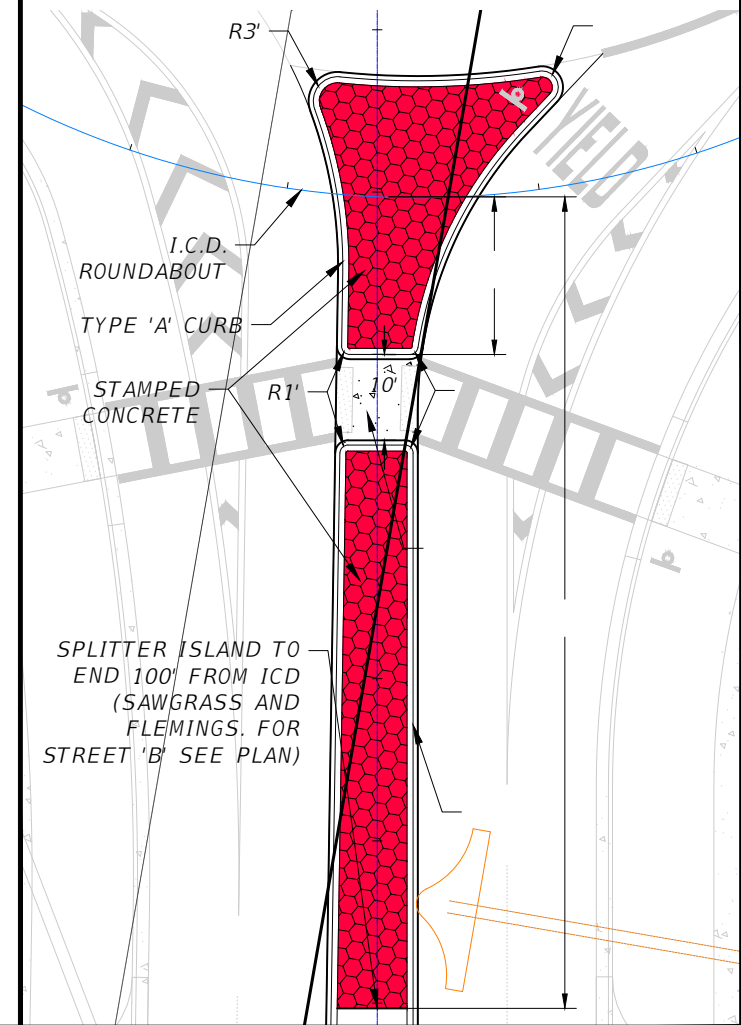 R3'
YIELD
I.C.D.
ROUNDABOUT
TYPE 'A' CURB
STAMPED
CONCRETE
R1'
10'
SPLITTER ISLAND TO
END 100' FROM ICD
(SAWGRASS AND
FLEMINGS. FOR
STREET 'B' SEE PLAN)